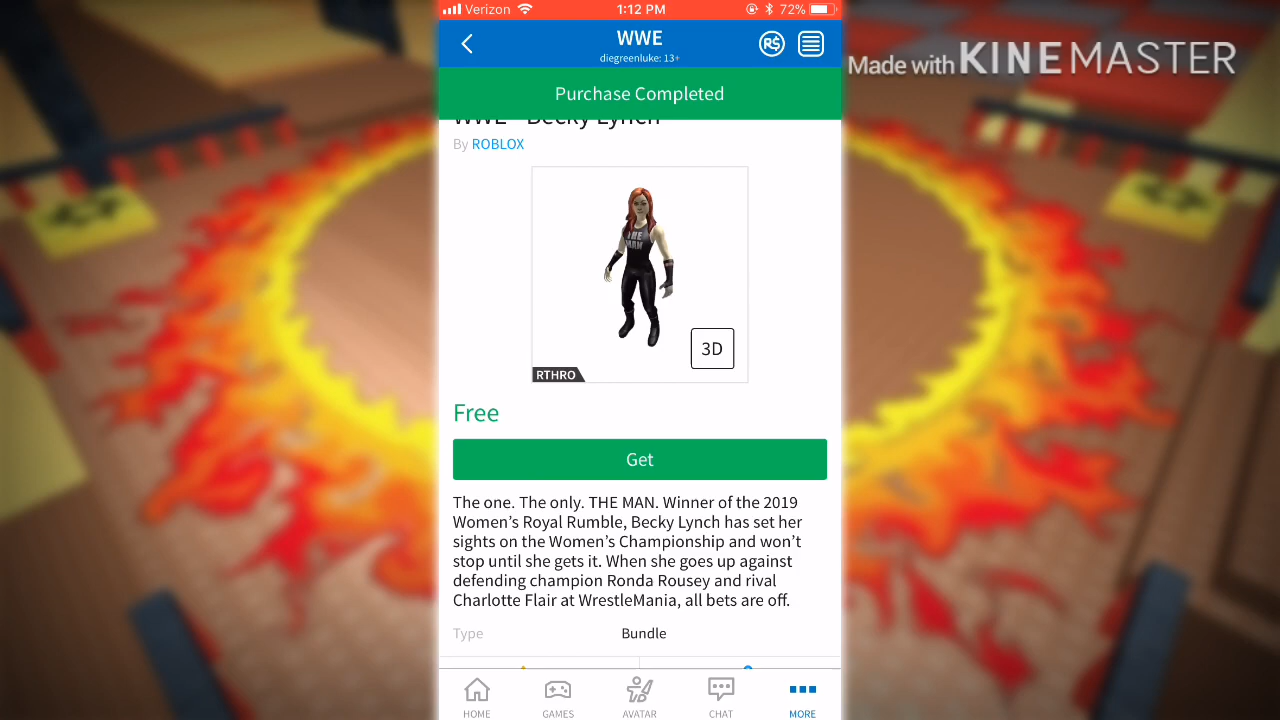 Verizon 1:12 PM 72%
WWE
diegreenluke: 13+
R$
Made with KINEMASTER
Purchase Completed
WWE - Becky Lynch
By ROBLOX
THE
MAN
3D
RTHRO
Free
Get
The one. The only. THE MAN. Winner of the 2019
Women's Royal Rumble, Becky Lynch has set her
sights on the Women's Championship and won't
stop until she gets it. When she goes up against
defending champion Ronda Rousey and rival
Charlotte Flair at WrestleMania, all bets are off.
Type Bundle
HOME GAMES AVATAR CHAT MORE